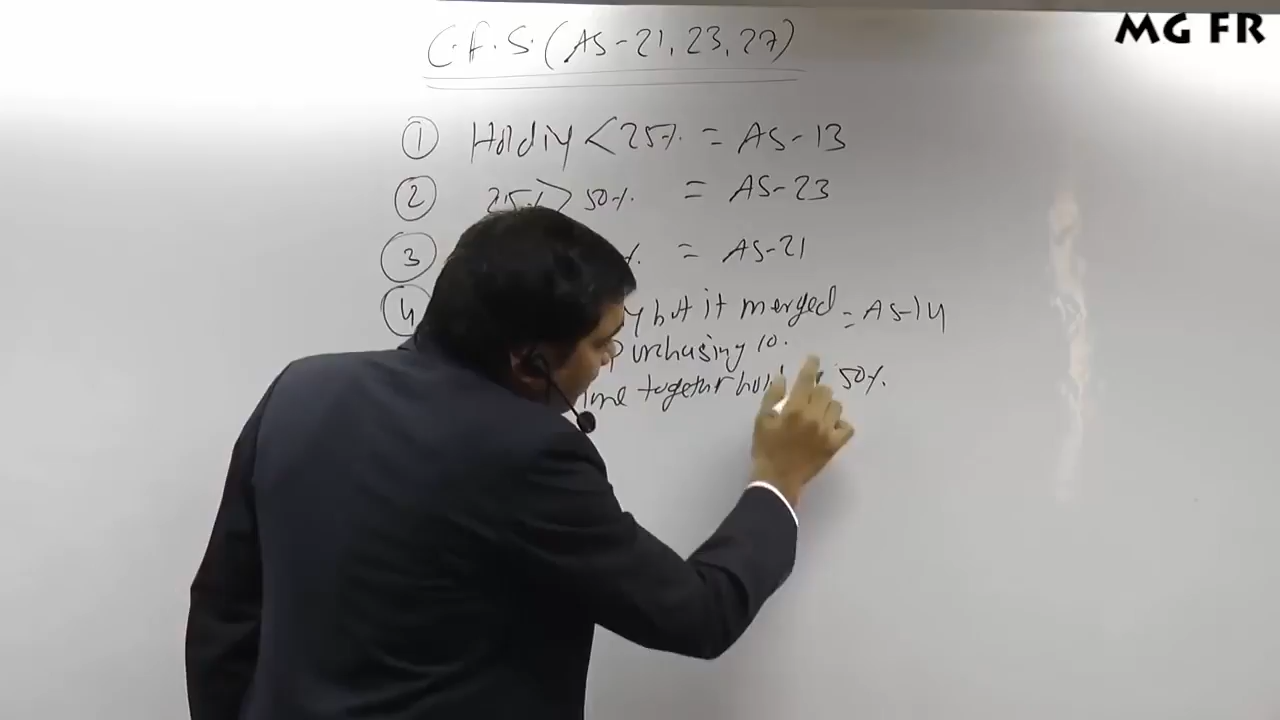 MG FR
C.F.S. (AS-21, 23, 27)
① Holding < 25% = AS-13
② 25% > 50% = AS-23
③ %. = AS-21
④ y but it merged = AS-14
Purchasing co.
together 50%.